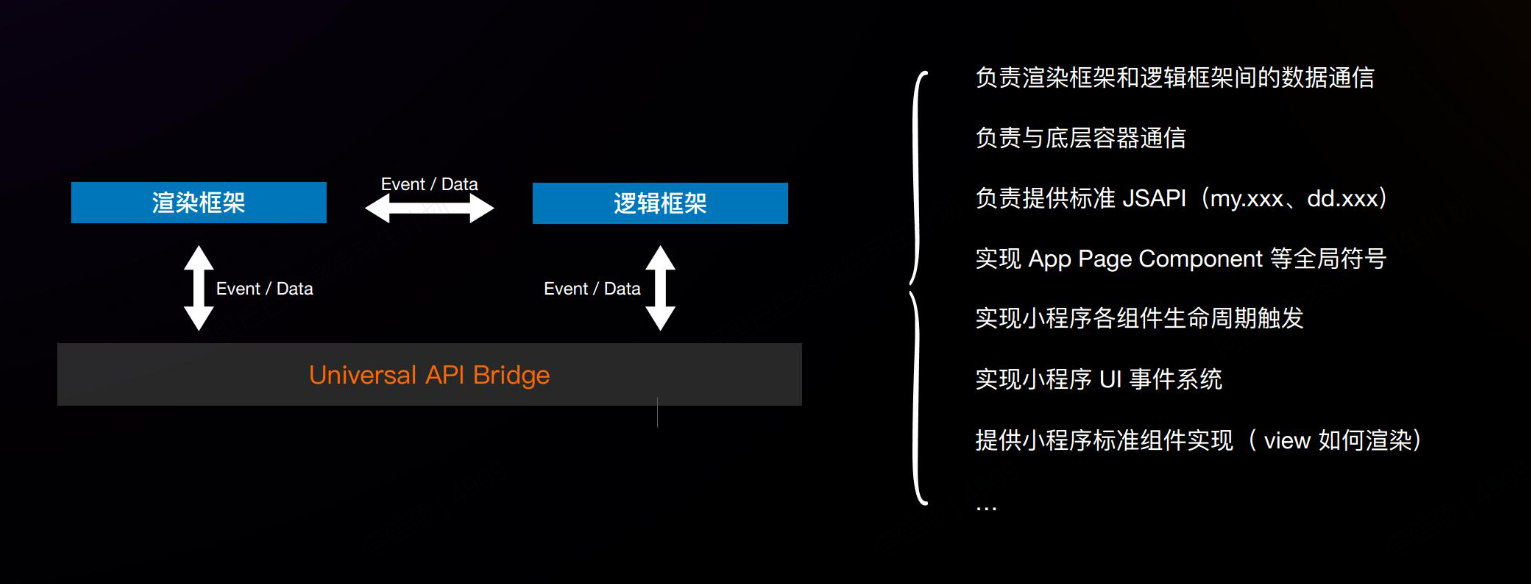 渲染框架
Event / Data
逻辑框架
Event / Data
Event / Data
Universal API Bridge
负责渲染框架和逻辑框架间的数据通信
负责与底层容器通信
负责提供标准 JSAPI（my.xxx、dd.xxx）
实现 App Page Component 等全局符号
实现小程序各组件生命周期触发
实现小程序 UI 事件系统
提供小程序标准组件实现（ view 如何渲染）
...